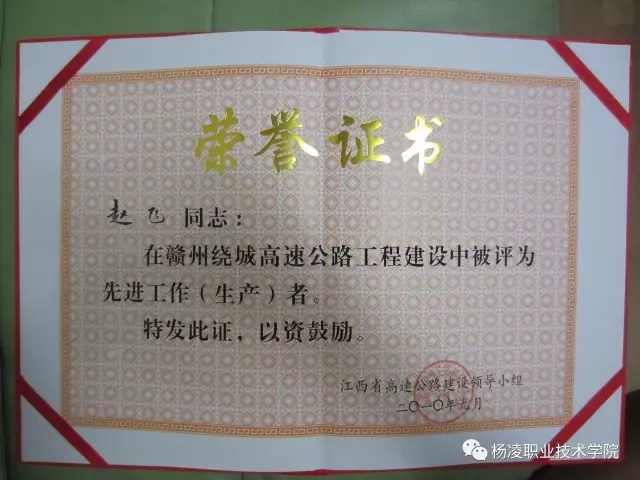 荣誉证书
赵飞 同志：
在赣州绕城高速公路工程建设中被评为
先进工作（生产）者。
特发此证，以资鼓励。
江西省高速公路建设领导小组
二〇一〇年九月
杨凌职业技术学院